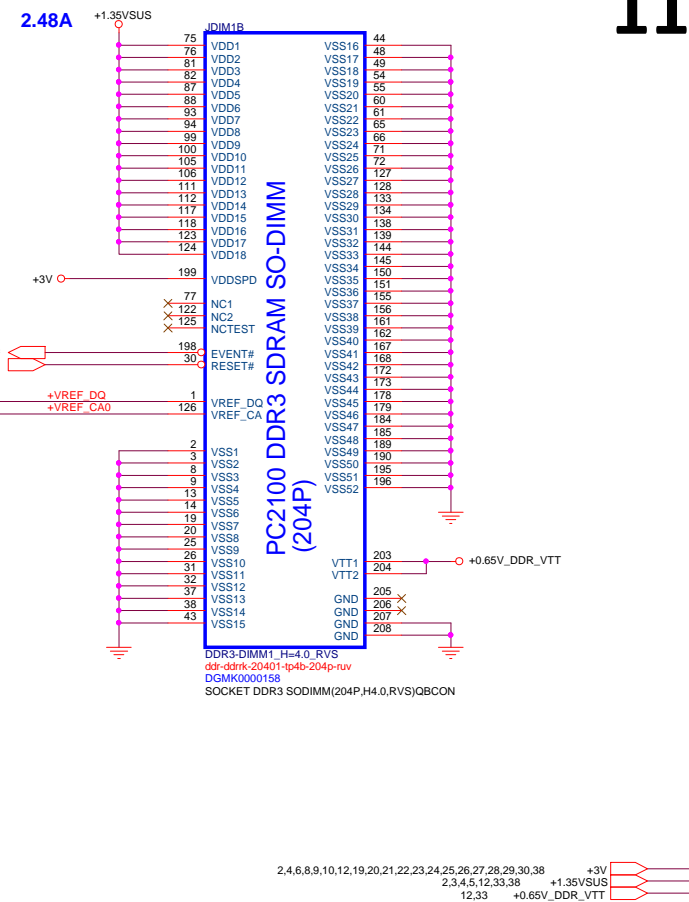 11
2.48A
+1.35VSUS
JDIM1B
75 VDD1
76 VDD2
81 VDD3
82 VDD4
87 VDD5
88 VDD6
93 VDD7
94 VDD8
99 VDD9
100 VDD10
105 VDD11
106 VDD12
111 VDD13
112 VDD14
117 VDD15
118 VDD16
123 VDD17
124 VDD18
+3V 199 VDDSPD
77 NC1
122 NC2
125 NCTEST
198 EVENT#
30 RESET#
+VREF_DQ 1 VREF_DQ
+VREF_CA0 126 VREF_CA
2 VSS1
3 VSS2
8 VSS3
9 VSS4
13 VSS5
14 VSS6
19 VSS7
20 VSS8
25 VSS9
26 VSS10
31 VSS11
32 VSS12
37 VSS13
38 VSS14
43 VSS15
PC2100 DDR3 SDRAM SO-DIMM
(204P)
VSS16 44
VSS17 48
VSS18 49
VSS19 54
VSS20 55
VSS21 60
VSS22 61
VSS23 65
VSS24 66
VSS25 71
VSS26 72
VSS27 127
VSS28 128
VSS29 133
VSS30 134
VSS31 138
VSS32 139
VSS33 144
VSS34 145
VSS35 150
VSS36 151
VSS37 155
VSS38 156
VSS39 161
VSS40 162
VSS41 167
VSS42 168
VSS43 172
VSS44 173
VSS45 178
VSS46 179
VSS47 184
VSS48 185
VSS49 189
VSS50 190
VSS51 195
VSS52 196
VTT1 203
VTT2 204
+0.65V_DDR_VTT
GND 205
GND 206
GND 207
GND 208
DDR3-DIMM1_H=4.0_RVS
ddr-ddrrk-20401-tp4b-204p-ruv
DGMK0000158
SOCKET DDR3 SODIMM(204P,H4.0,RVS)QBCON
2,4,6,8,9,10,12,19,20,21,22,23,24,25,26,27,28,29,30,38 +3V
2,3,4,5,12,33,38 +1.35VSUS
12,33 +0.65V_DDR_VTT